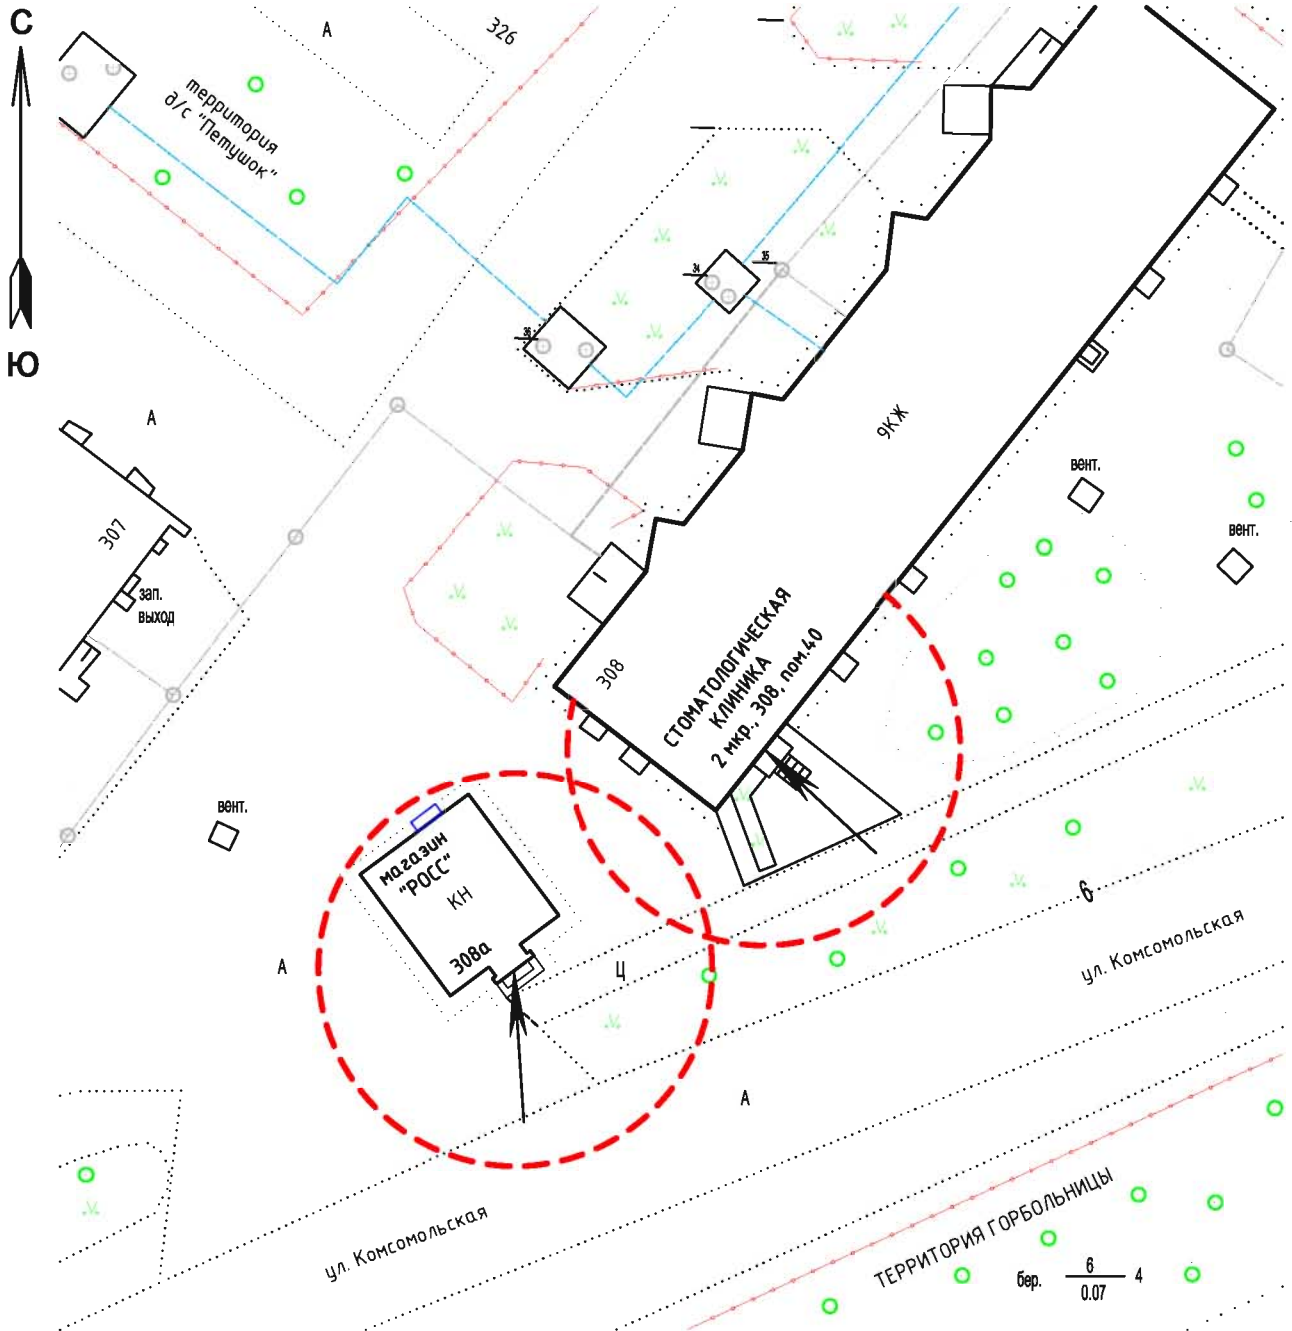 С
А
326
территория
д/с "Петушок"
34
35
36
Ю
А
9КЖ
вент.
307
вент.
зап.
выход
308
СТОМАТОЛОГИЧЕСКАЯ
КЛИНИКА
2 мкр., 308, пом.40
вент.
магазин
"РОСС"
КН
308а
А
Ц
6
ул. Комсомольская
А
ул. Комсомольская
ТЕРРИТОРИЯ ГОРБОЛЬНИЦЫ
бер. 6 4
0.07